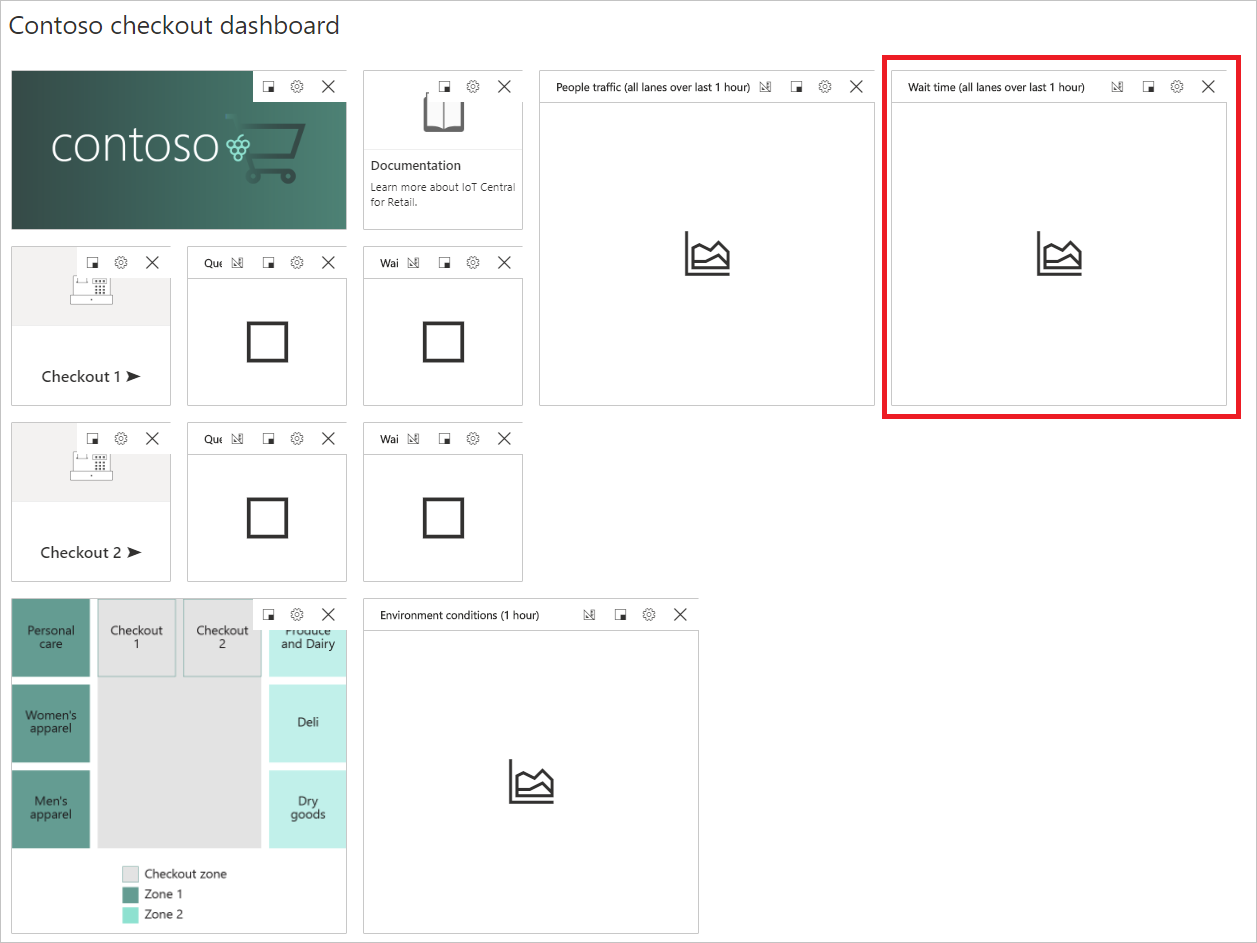 Contoso checkout dashboard
contoso
Documentation
Learn more about IoT Central
for Retail.
People traffic (all lanes over last 1 hour)
Wait time (all lanes over last 1 hour)
Checkout 1
Que
Wai
Checkout 2
Que
Wai
Personal
care
Checkout
1
Checkout
2
Produce
and Dairy
Women's
apparel
Deli
Men's
apparel
Dry
goods
Checkout zone
Zone 1
Zone 2
Environment conditions (1 hour)